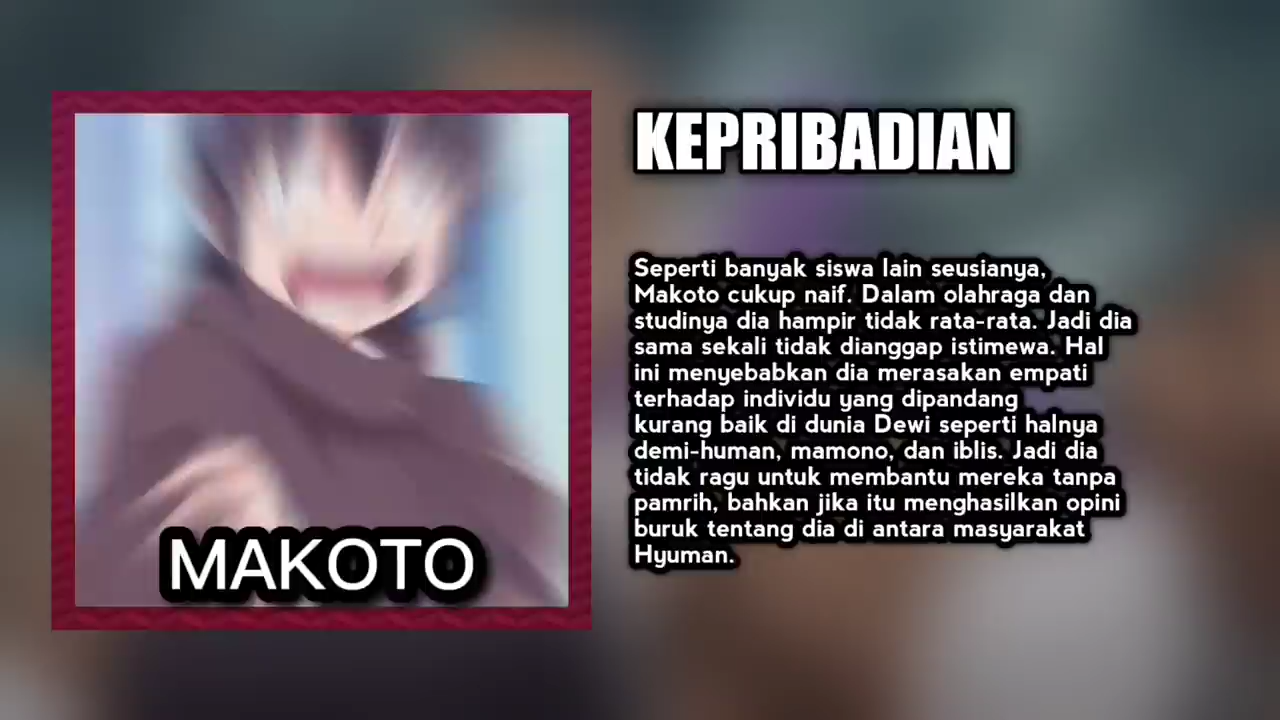 KEPRIBADIAN
Seperti banyak siswa lain seusianya,
Makoto cukup naif. Dalam olahraga dan
studinya dia hampir tidak rata-rata. Jadi dia
sama sekali tidak dianggap istimewa. Hal
ini menyebabkan dia merasakan empati
terhadap individu yang dipandang
kurang baik di dunia Dewi seperti halnya
demi-human, mamono, dan iblis. Jadi dia
tidak ragu untuk membantu mereka tanpa
pamrih, bahkan jika itu menghasilkan opini
buruk tentang dia di antara masyarakat
Hyuman.
MAKOTO